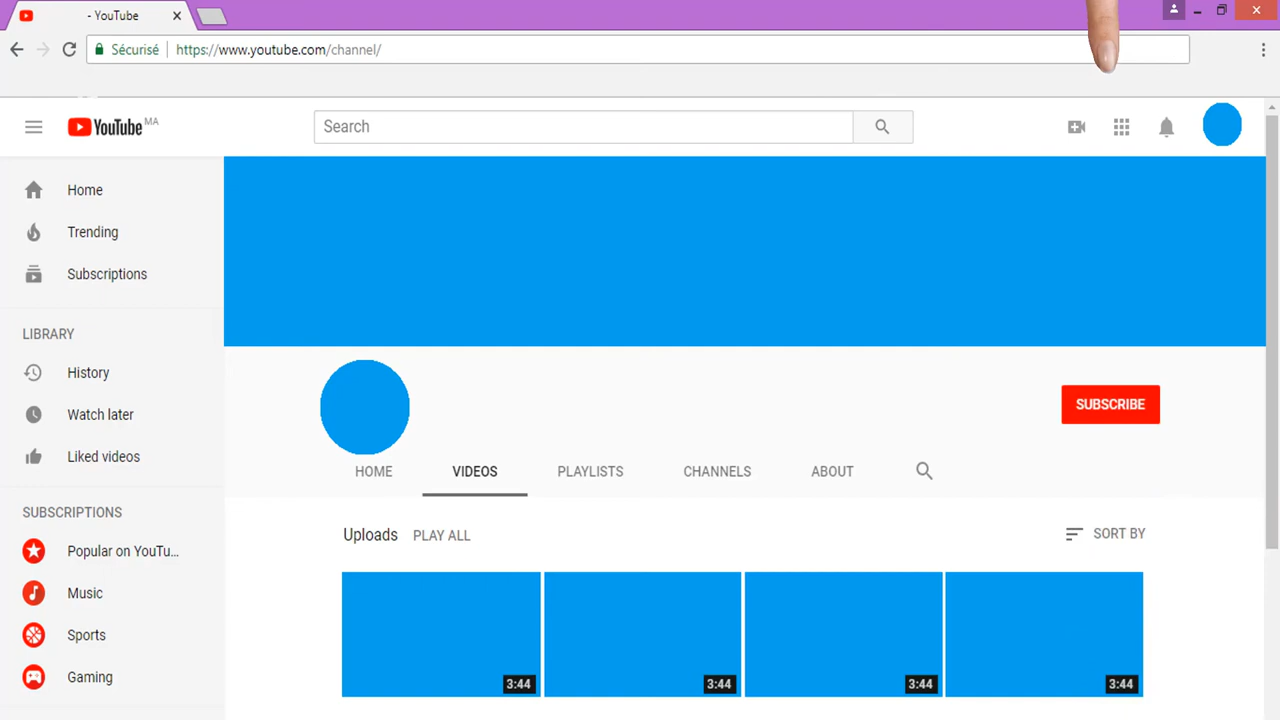 - YouTube
Sécurisé https://www.youtube.com/channel/
YouTube MA
Search
Home
Trending
Subscriptions
LIBRARY
History
Watch later
Liked videos
SUBSCRIPTIONS
Popular on YouTu...
Music
Sports
Gaming
SUBSCRIBE
HOME VIDEOS PLAYLISTS CHANNELS ABOUT
Uploads PLAY ALL SORT BY
3:44 3:44 3:44 3:44